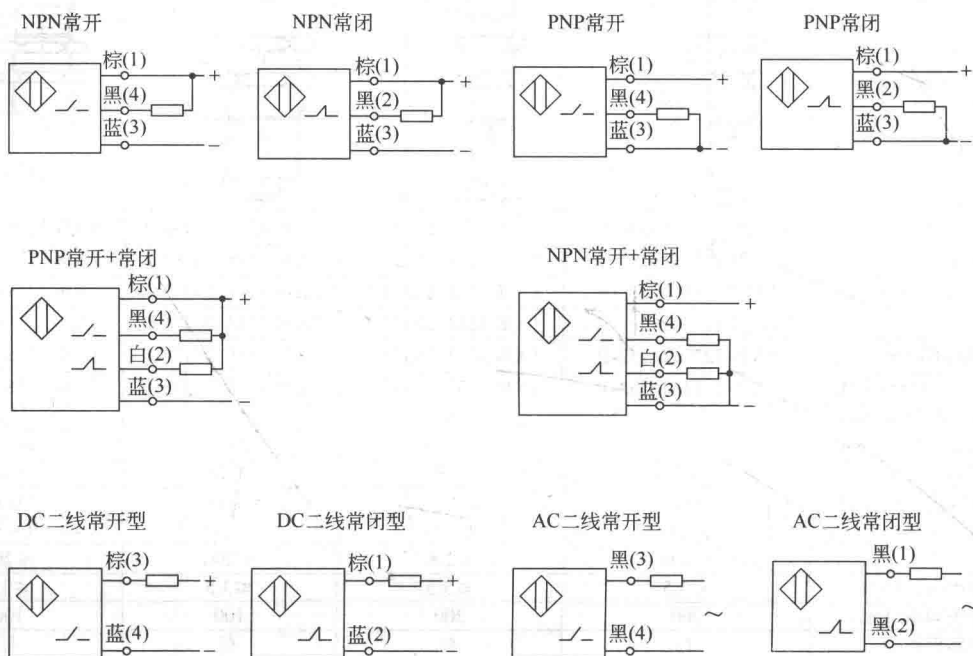 NPN常开
NPN常闭
PNP常开
PNP常闭
棕(1)
+
黑(4)
蓝(3)
−
棕(1)
+
黑(2)
蓝(3)
−
棕(1)
+
黑(4)
蓝(3)
−
棕(1)
+
黑(2)
蓝(3)
−
PNP常开+常闭
NPN常开+常闭
棕(1)
+
黑(4)
白(2)
蓝(3)
−
棕(1)
+
黑(4)
白(2)
蓝(3)
−
DC二线常开型
DC二线常闭型
AC二线常开型
AC二线常闭型
棕(3)
+
蓝(4)
−
棕(1)
+
蓝(2)
−
黑(3)
~
黑(4)
黑(1)
~
黑(2)